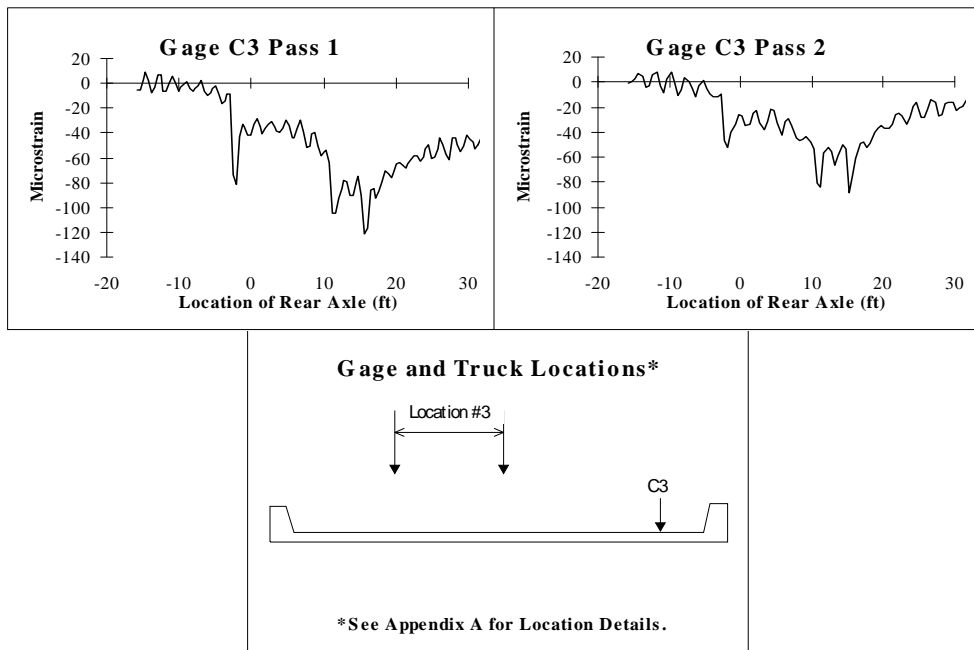 Gage C3 Pass 1
20
0
-20
-40
-60
-80
-100
-120
-140
Microstrain
-20 -10 0 10 20 30
Location of Rear Axle (ft)
Gage C3 Pass 2
20
0
-20
-40
-60
-80
-100
-120
-140
Microstrain
-20 -10 0 10 20 30
Location of Rear Axle (ft)
Gage and Truck Locations*
Location #3
C3
*See Appendix A for Location Details.